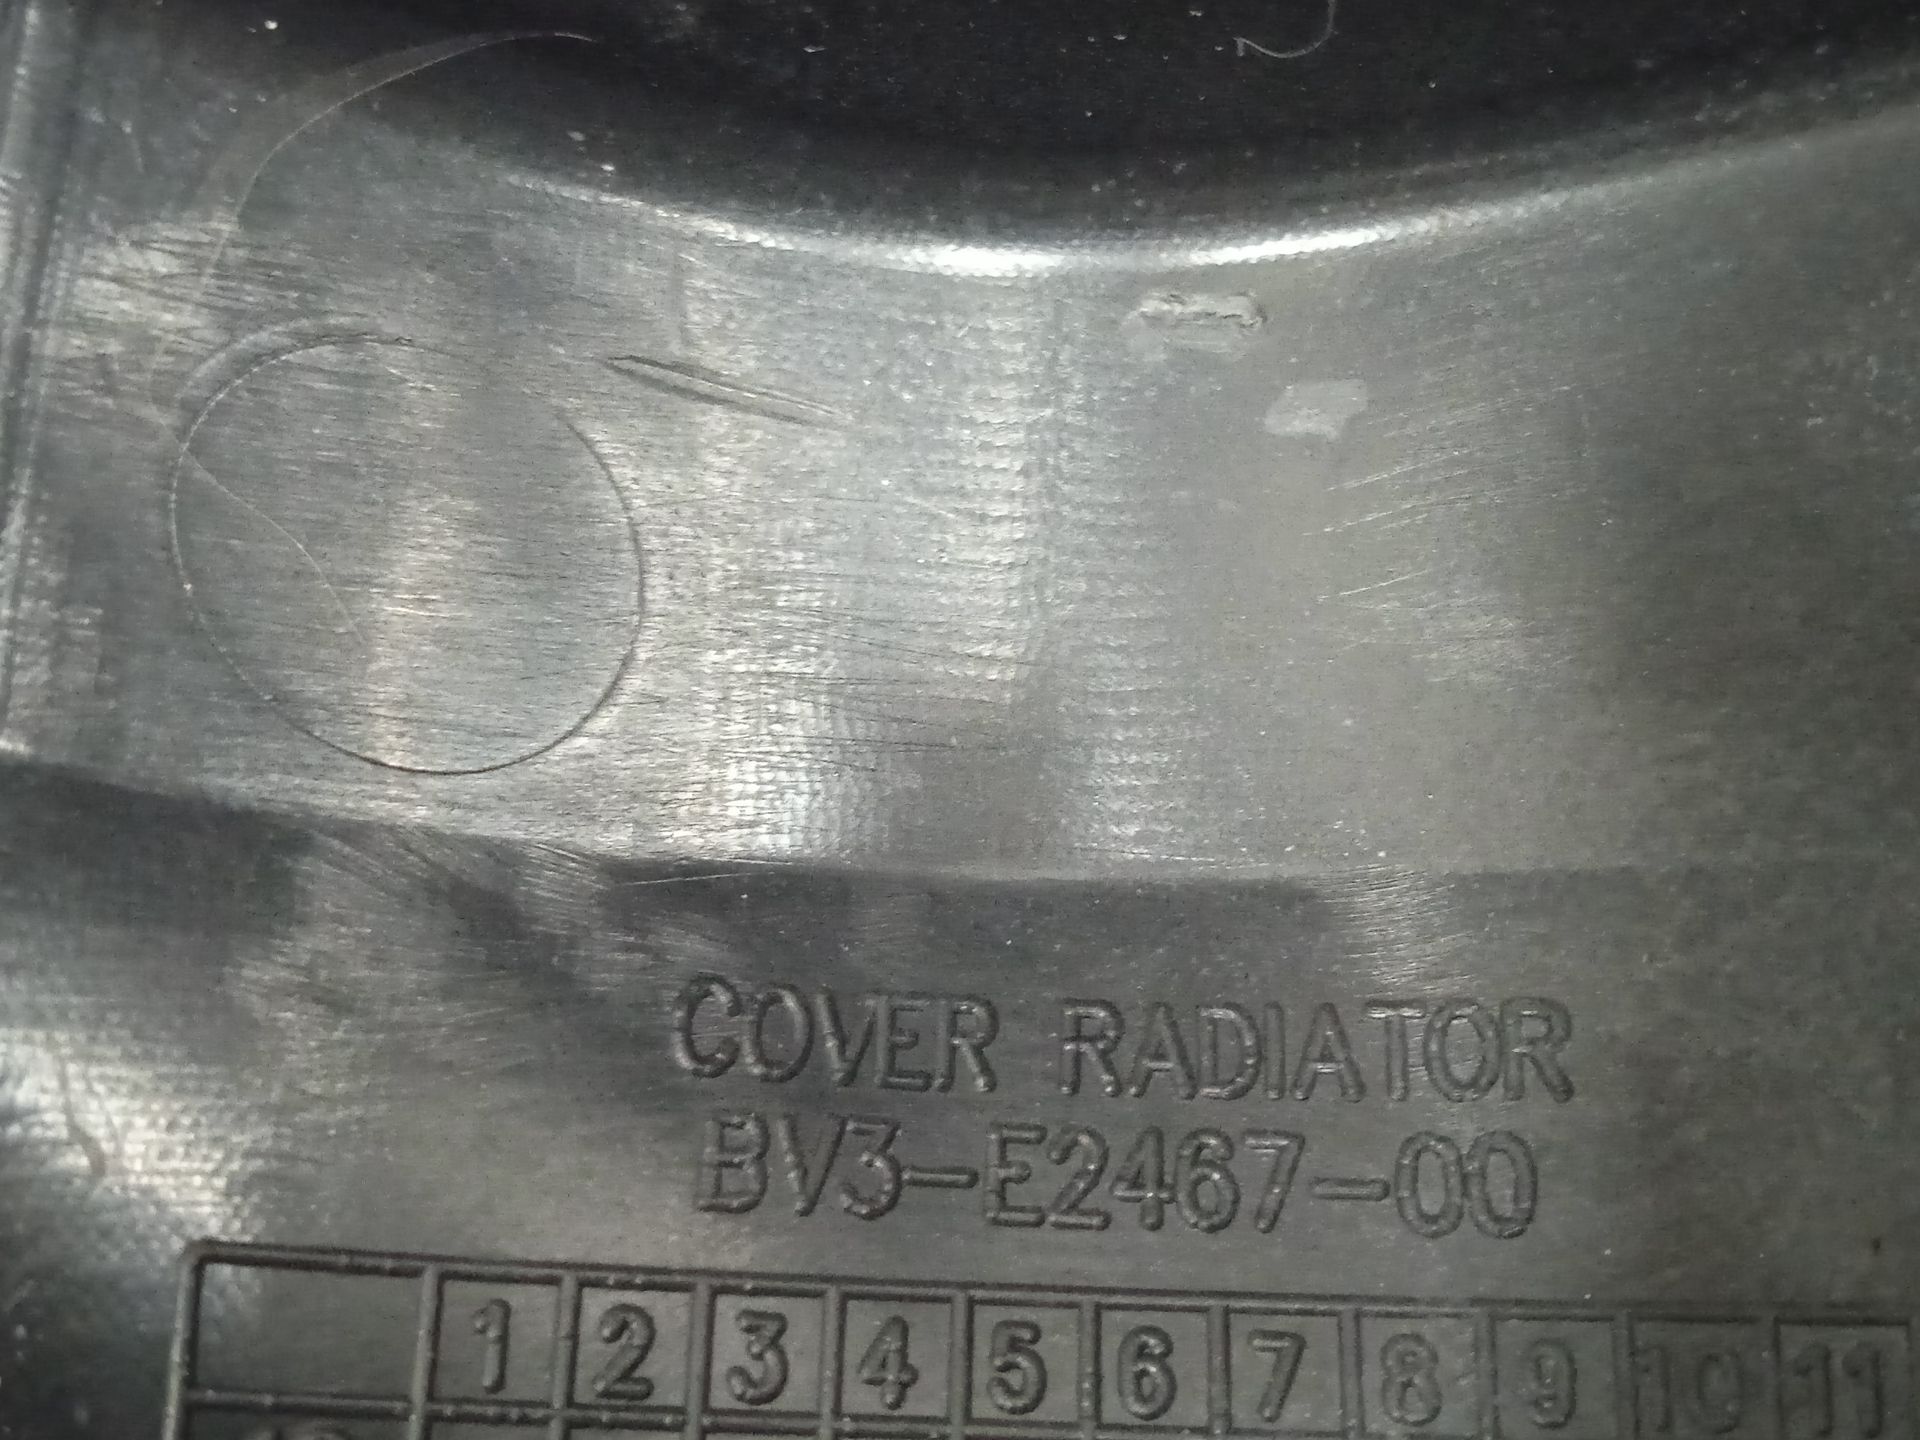 COVER RADIATOR
BV3-E2467-00
1 2 3 4 5 6 7 8 9 10 11